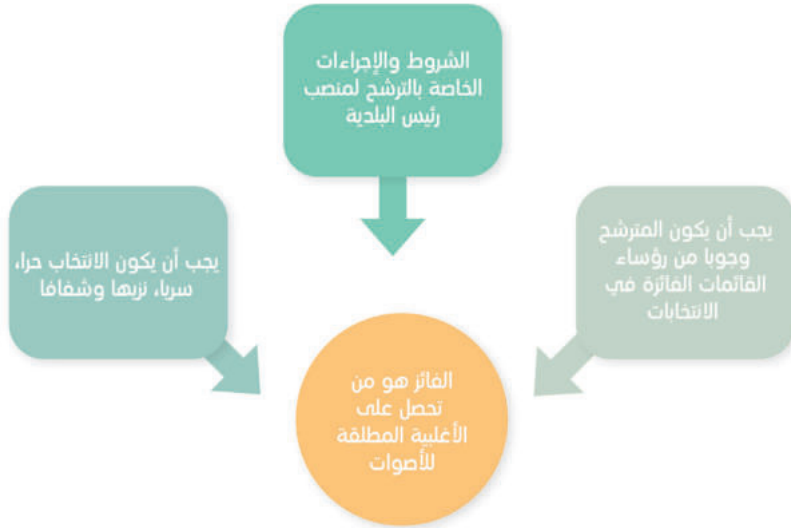 الشروط والإجراءات
الخاصة بالترشح لمنصب
رئيس البلدية
يجب أن يكون المترشح
وجوبا من رؤساء
القائمات الفائزة في
الانتخابات
يجب أن يكون الانتخاب حرا،
سريا، نزيها وشفافا
الفائز هو من
تحصل على
الأغلبية المطلقة
للأصوات